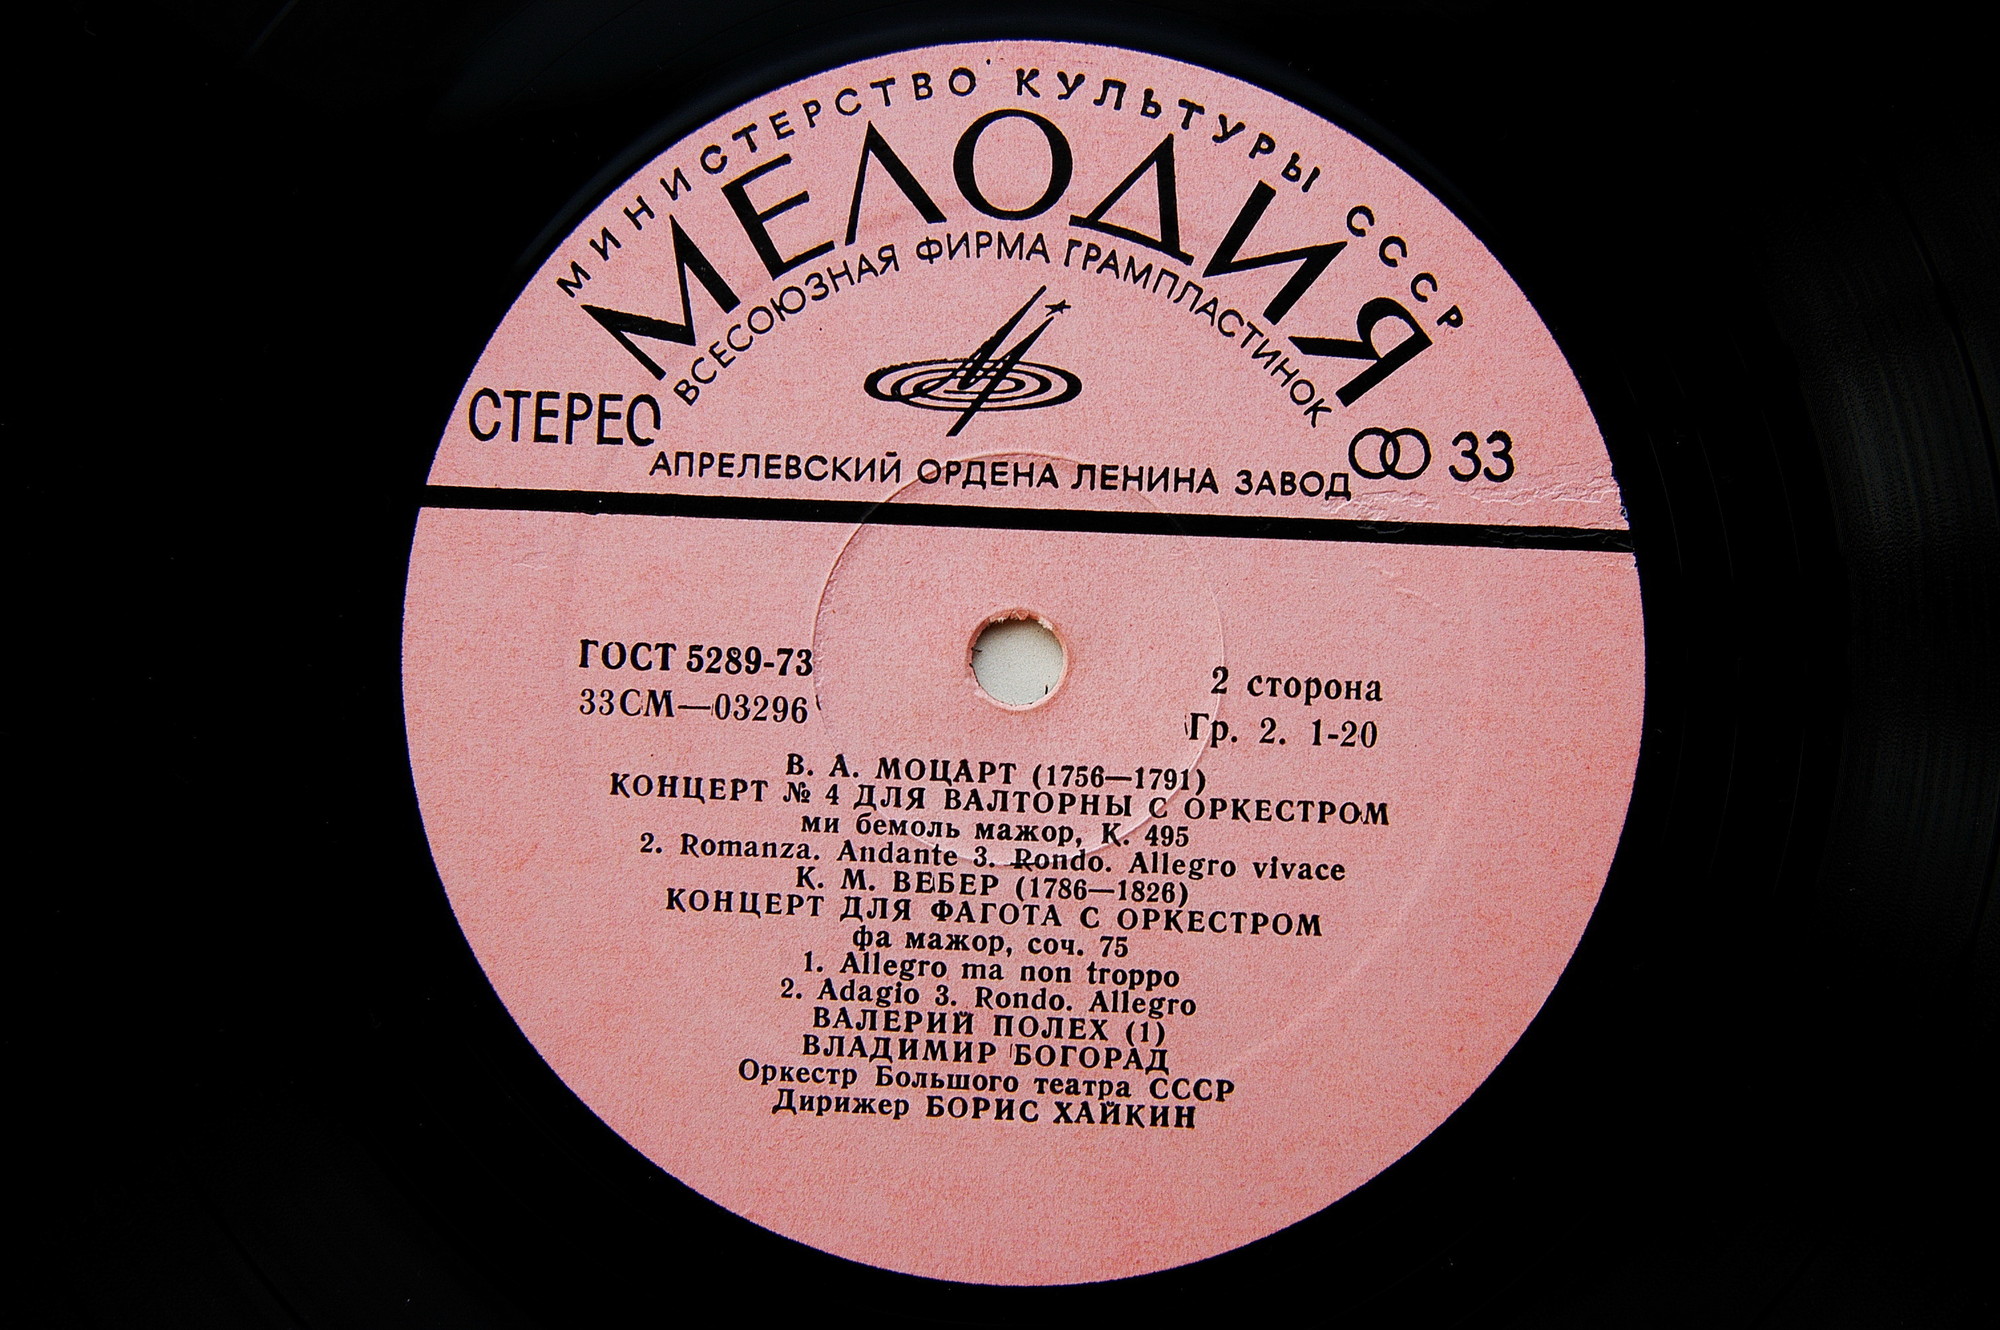 МИНИСТЕРСТВО КУЛЬТУРЫ СССР
МЕЛОДИЯ
ВСЕСОЮЗНАЯ ФИРМА ГРАМПЛАСТИНОК
СТЕРЕО
33
АПРЕЛЕВСКИЙ ОРДЕНА ЛЕНИНА ЗАВОД
ГОСТ 5289-73
33СМ—03296
2 сторона
Гр. 2. 1-20
В. А. МОЦАРТ (1756—1791)
КОНЦЕРТ № 4 ДЛЯ ВАЛТОРНЫ С ОРКЕСТРОМ
ми бемоль мажор, К. 495
2. Romanza. Andante 3. Rondo. Allegro vivace
К. М. ВЕБЕР (1786—1826)
КОНЦЕРТ ДЛЯ ФАГОТА С ОРКЕСТРОМ
фа мажор, соч. 75
1. Allegro ma non troppo
2. Adagio 3. Rondo. Allegro
ВАЛЕРИЙ ПОЛЕХ (1)
ВЛАДИМИР БОГОРАД
Оркестр Большого театра СССР
Дирижер БОРИС ХАЙКИН